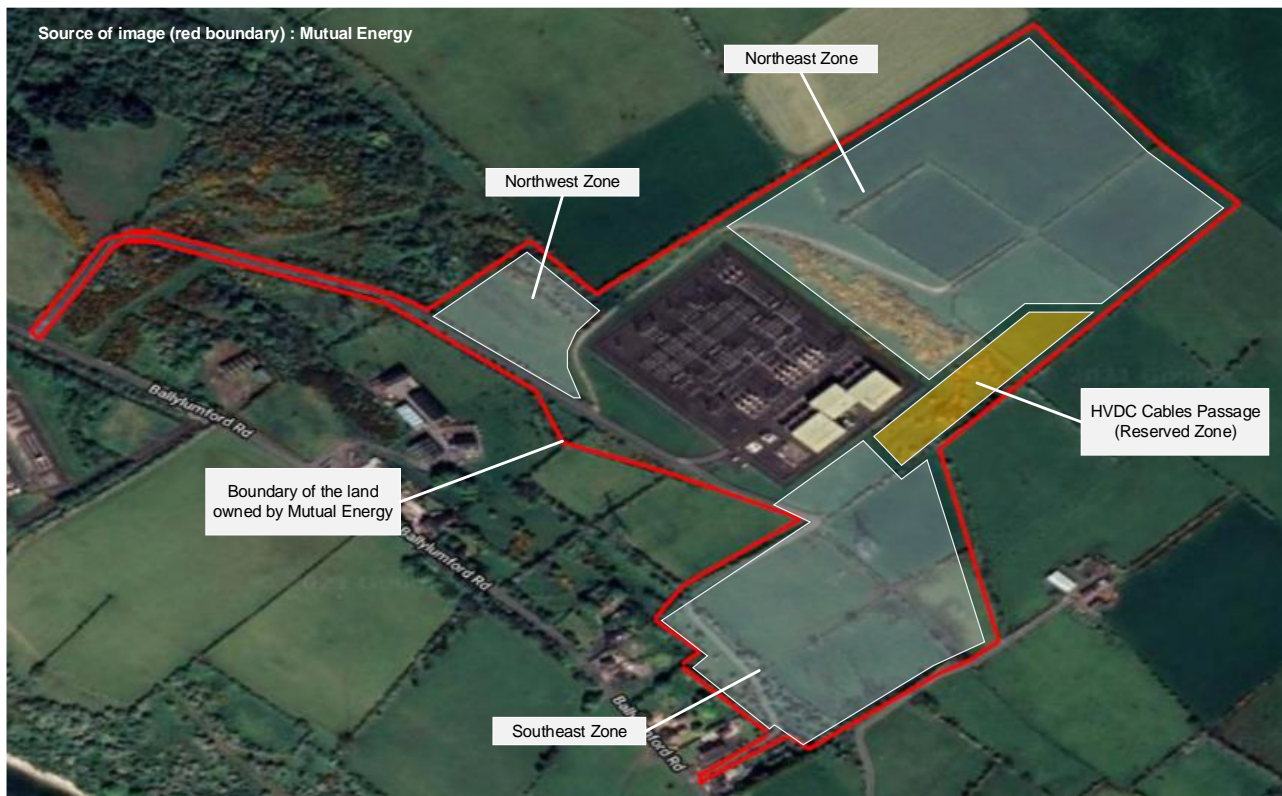 Source of image (red boundary) : Mutual Energy
Northeast Zone
Northwest Zone
HVDC Cables Passage
(Reserved Zone)
Ballylumford Rd
Boundary of the land
owned by Mutual Energy
Ballylumford Rd
Southeast Zone